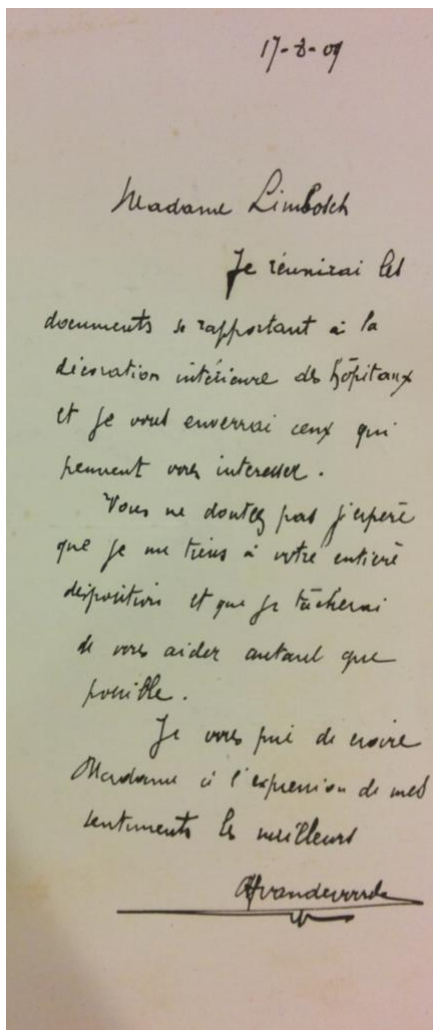 17-8-09
Madame Limbosch
Je réunirai les
documents se rapportant à la
décoration intérieure des hôpitaux
et je vous enverrai ceux qui
peuvent vous interesser.
Vous ne doutez pas j'espère
que je me tiens à votre entière
disposition et que je tâcherai
de vous aider autant que
possible.
Je vous prie de croire
Madame à l'expression de mes
sentiments les meilleurs